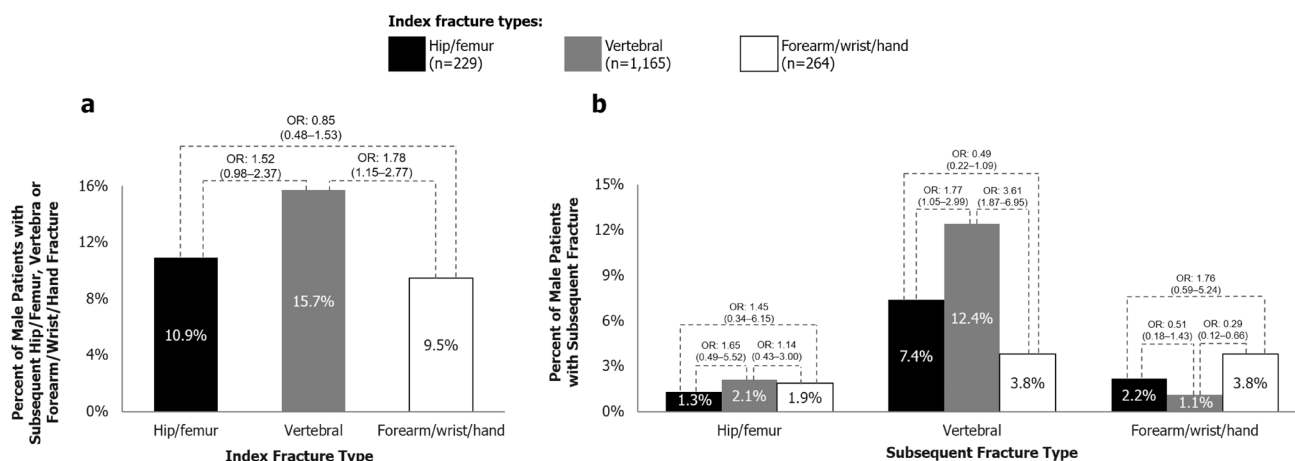 Index fracture types:
Hip/femur
(n=229)
Vertebral
(n=1,165)
Forearm/wrist/hand
(n=264)
a
Percent of Male Patients with
Subsequent Hip/Femur, Vertebra or
Forearm/Wrist/Hand Fracture
16%
12%
8%
4%
0%
OR: 0.85
(0.48–1.53)
OR: 1.52
(0.98–2.37)
OR: 1.78
(1.15–2.77)
10.9%
15.7%
9.5%
Hip/femur
Vertebral
Forearm/wrist/hand
Index Fracture Type
b
Percent of Male Patients
with Subsequent Fracture
15%
12%
9%
6%
3%
0%
OR: 1.45
(0.34–6.15)
OR: 1.65
(0.49–5.52)
OR: 1.14
(0.43–3.00)
1.3%
2.1%
1.9%
OR: 0.49
(0.22–1.09)
OR: 1.77
(1.05–2.99)
OR: 3.61
(1.87–6.95)
7.4%
12.4%
3.8%
OR: 1.76
(0.59–5.24)
OR: 0.51
(0.18–1.43)
OR: 0.29
(0.12–0.66)
2.2%
1.1%
3.8%
Hip/femur
Vertebral
Forearm/wrist/hand
Subsequent Fracture Type